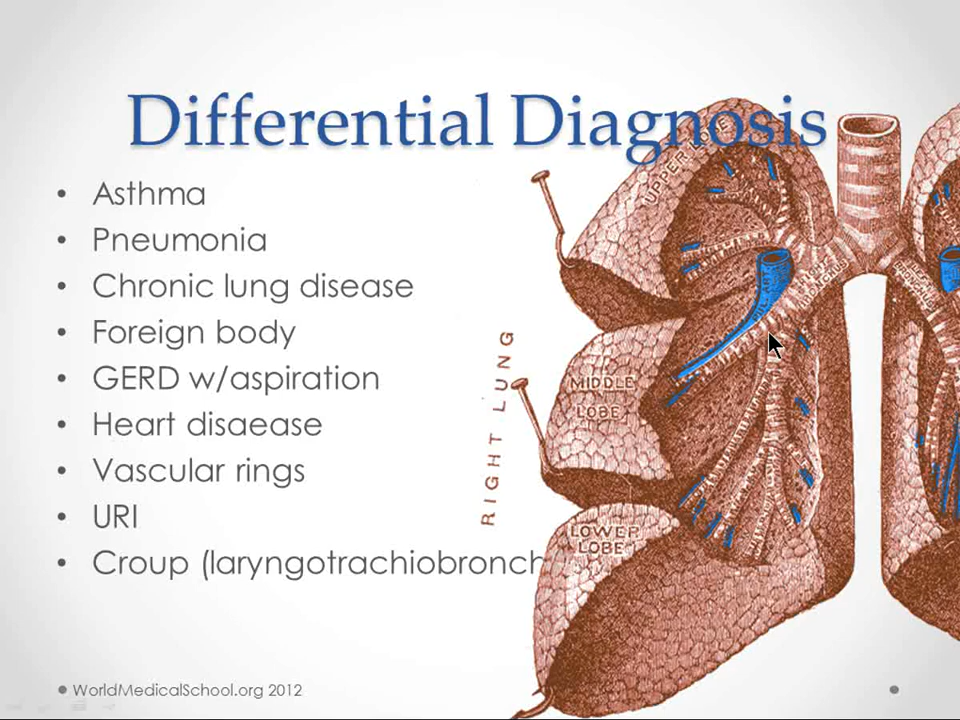 Differential Diagnosis
• Asthma
• Pneumonia
• Chronic lung disease
• Foreign body
• GERD w/aspiration
• Heart disaease
• Vascular rings
• URI
• Croup (laryngotrachiobronch
UPPER LOBE
RIGHT LUNG
MIDDLE
LOBE
LOWER
LOBE
WorldMedicalSchool.org 2012